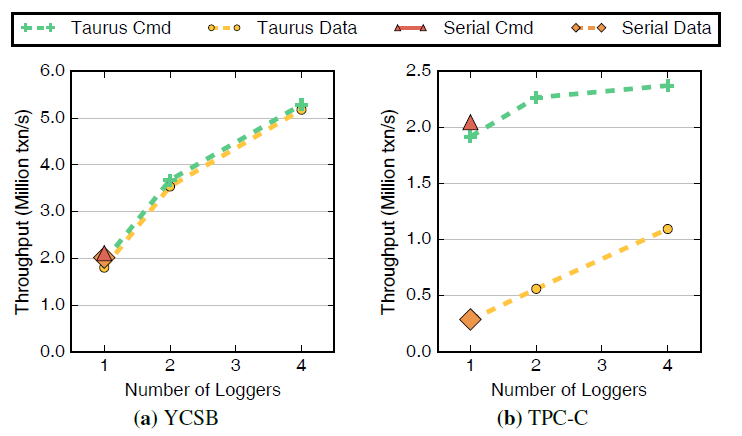 Taurus Cmd Taurus Data Serial Cmd Serial Data
6.0
5.0
4.0
3.0
2.0
1.0
0.0
Throughput (Million txn/s)
1 2 3 4
Number of Loggers
(a) YCSB
2.5
2.0
1.5
1.0
0.5
0.0
Throughput (Million txn/s)
1 2 3 4
Number of Loggers
(b) TPC-C